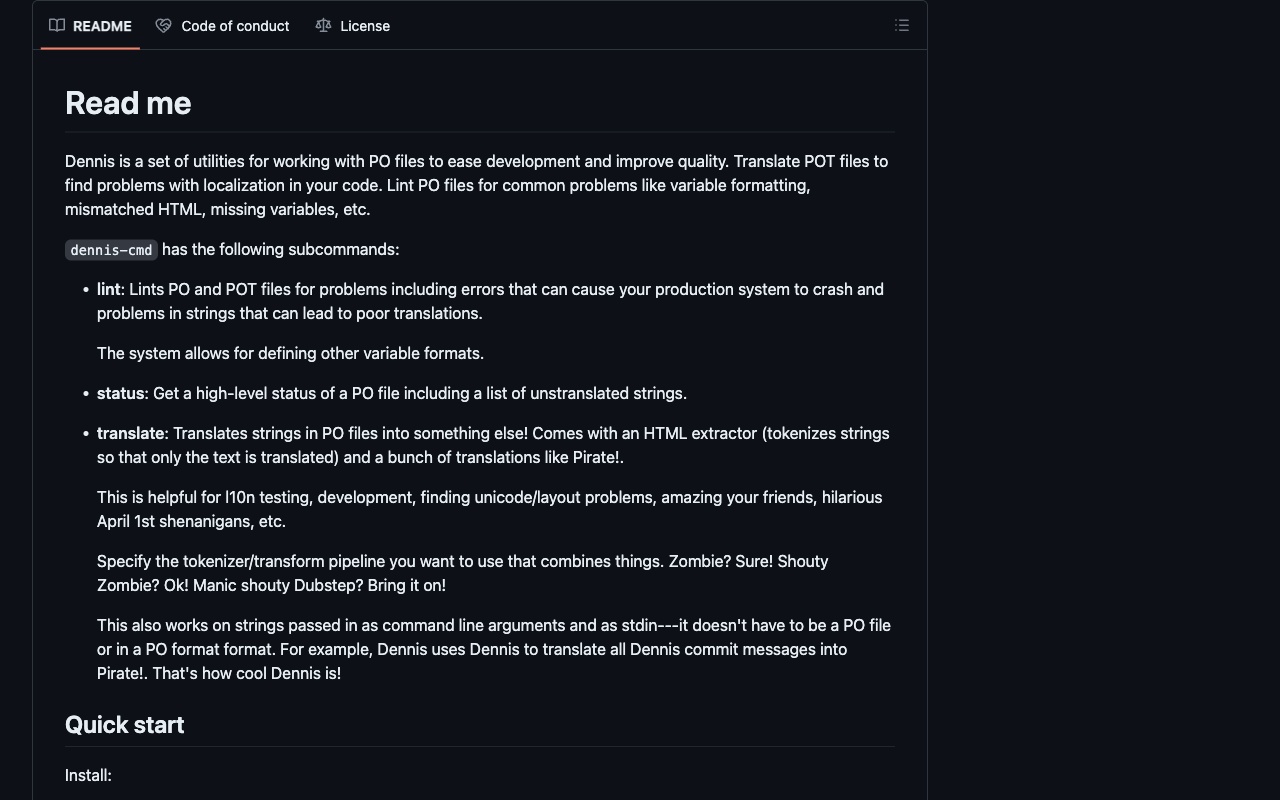 README Code of conduct License
Read me
Dennis is a set of utilities for working with PO files to ease development and improve quality. Translate POT files to
find problems with localization in your code. Lint PO files for common problems like variable formatting,
mismatched HTML, missing variables, etc.
dennis-cmd has the following subcommands:
• lint: Lints PO and POT files for problems including errors that can cause your production system to crash and
problems in strings that can lead to poor translations.
The system allows for defining other variable formats.
• status: Get a high-level status of a PO file including a list of unstranslated strings.
• translate: Translates strings in PO files into something else! Comes with an HTML extractor (tokenizes strings
so that only the text is translated) and a bunch of translations like Pirate!.
This is helpful for l10n testing, development, finding unicode/layout problems, amazing your friends, hilarious
April 1st shenanigans, etc.
Specify the tokenizer/transform pipeline you want to use that combines things. Zombie? Sure! Shouty
Zombie? Ok! Manic shouty Dubstep? Bring it on!
This also works on strings passed in as command line arguments and as stdin---it doesn't have to be a PO file
or in a PO format format. For example, Dennis uses Dennis to translate all Dennis commit messages into
Pirate!. That's how cool Dennis is!
Quick start
Install: